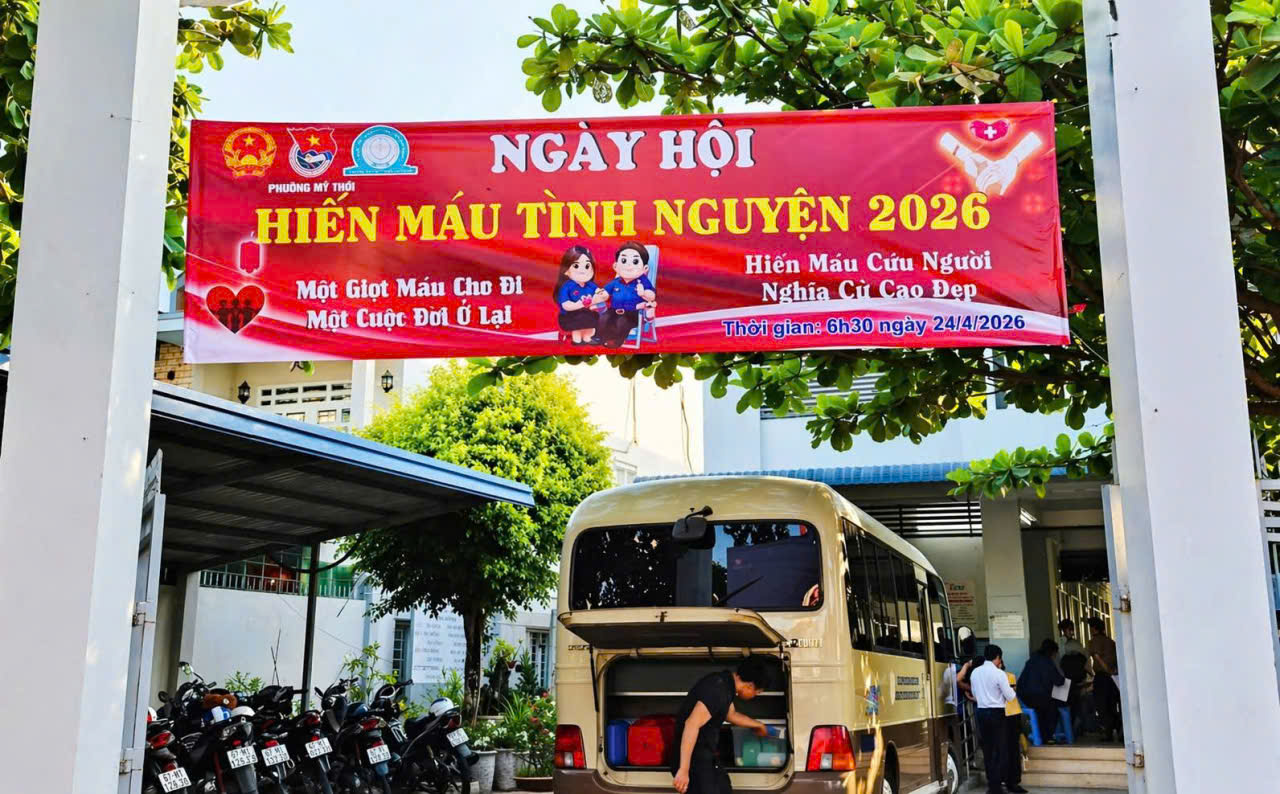 NGÀY HỘI
PHƯỜNG MỸ THỚI
HIẾN MÁU TÌNH NGUYỆN 2026
Một Giọt Máu Cho Đi
Một Cuộc Đời Ở Lại
Hiến Máu Cứu Người
Nghĩa Cử Cao Đẹp
Thời gian: 6h30 ngày 24/4/2026